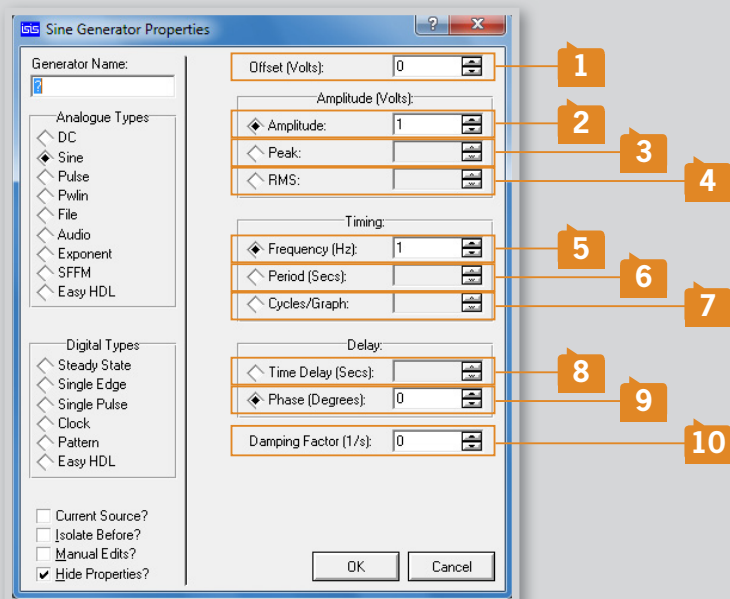 isis Sine Generator Properties
?
X
Generator Name:
?
Analogue Types
DC
Sine
Pulse
Pwlin
File
Audio
Exponent
SFFM
Easy HDL
Digital Types
Steady State
Single Edge
Single Pulse
Clock
Pattern
Easy HDL
Current Source?
Isolate Before?
Manual Edits?
Hide Properties?
Offset (Volts): 0 1
Amplitude (Volts):
Amplitude: 1 2
Peak: 3
RMS: 4
Timing:
Frequency (Hz): 1 5
Period (Secs): 6
Cycles/Graph: 7
Delay:
Time Delay (Secs): 8
Phase (Degrees): 0 9
Damping Factor (1/s): 0 10
OK Cancel